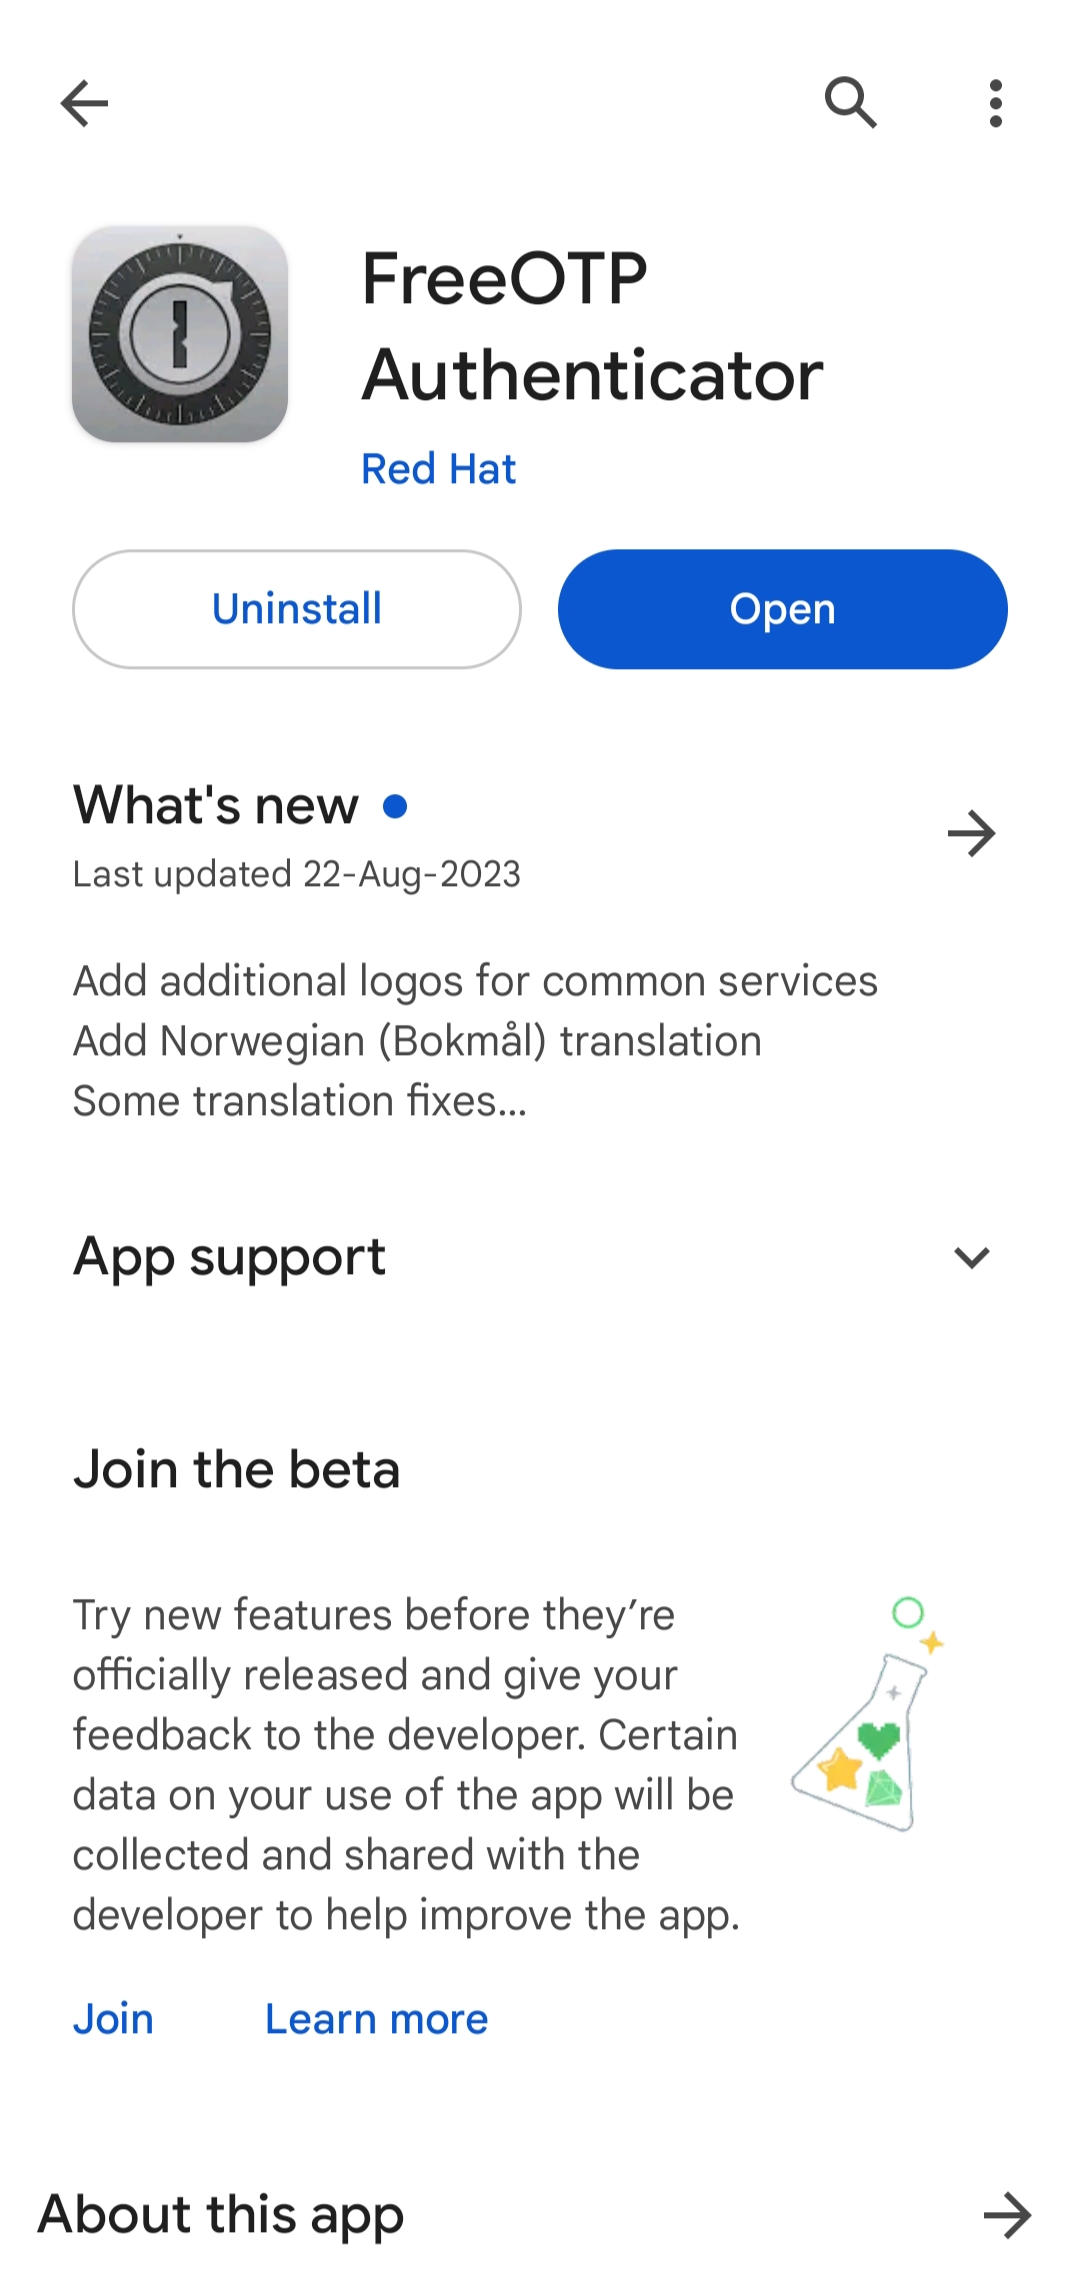 FreeOTP
Authenticator
Red Hat
Uninstall
Open
What's new
Last updated 22-Aug-2023
Add additional logos for common services
Add Norwegian (Bokmål) translation
Some translation fixes...
App support
Join the beta
Try new features before they’re
officially released and give your
feedback to the developer. Certain
data on your use of the app will be
collected and shared with the
developer to help improve the app.
Join
Learn more
About this app